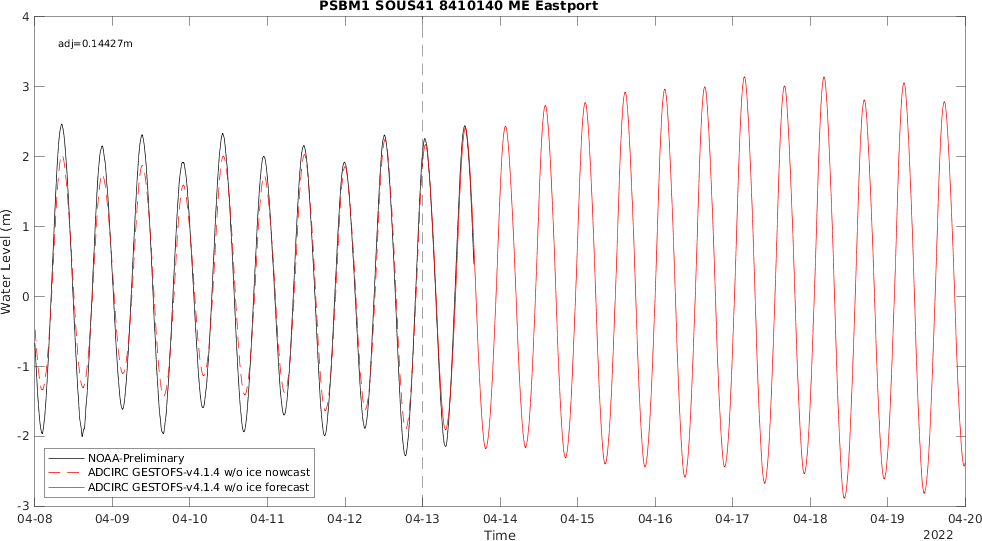 PSBM1 SOUS41 8410140 ME Eastport
adj=0.14427m
Water Level (m)
4
3
2
1
0
-1
-2
-3
NOAA-Preliminary
ADCIRC GESTOFS-v4.1.4 w/o ice nowcast
ADCIRC GESTOFS-v4.1.4 w/o ice forecast
04-08 04-09 04-10 04-11 04-12 04-13 04-14 04-15 04-16 04-17 04-18 04-19 04-20
Time
2022